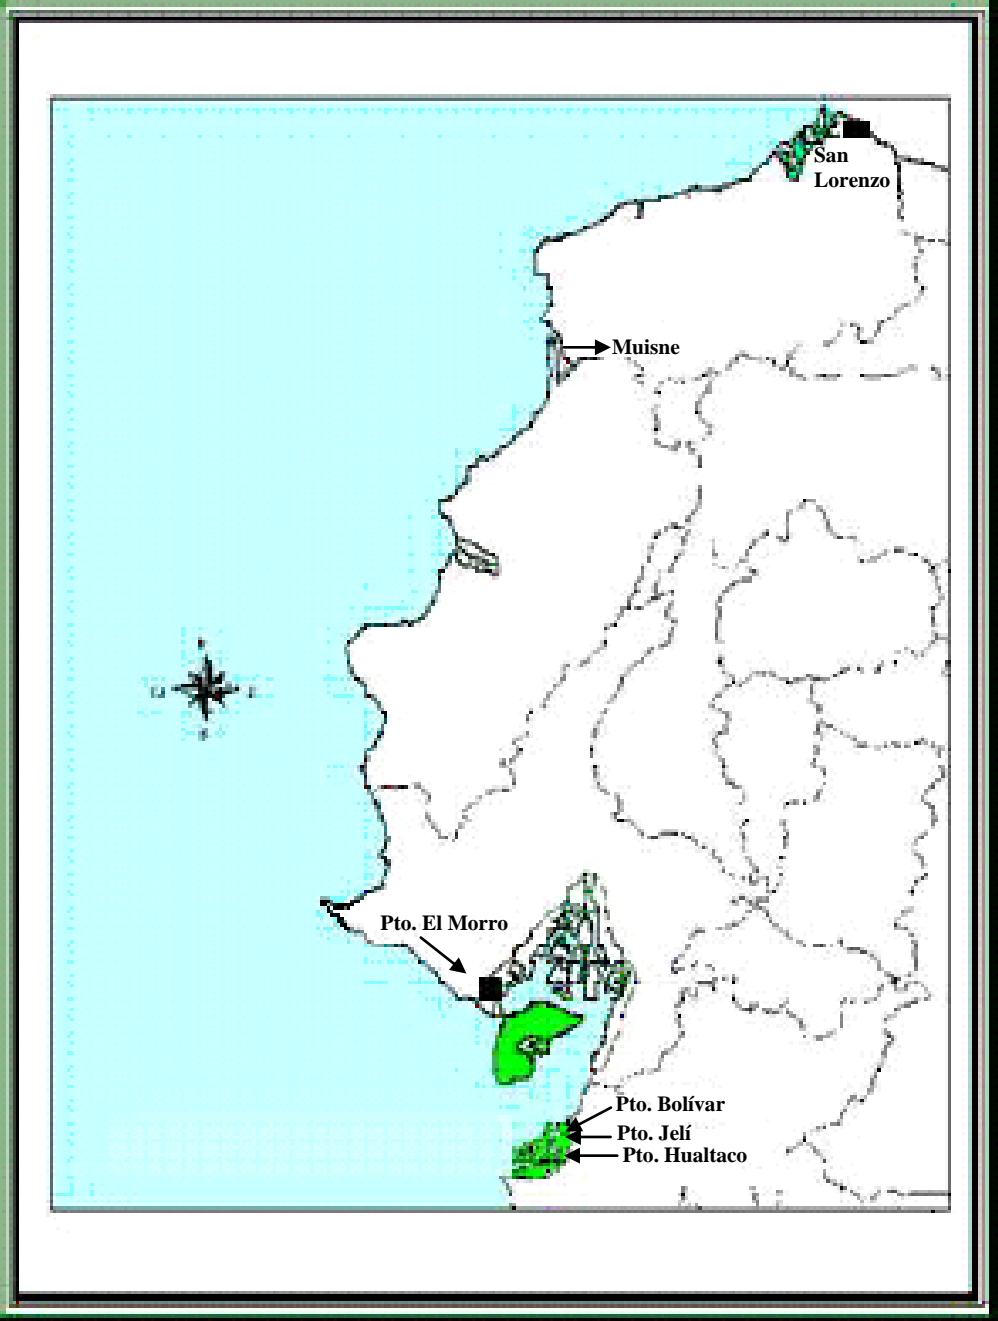 San
Lorenzo
Muisne
Pto. El Morro
Pto. Bolívar
Pto. Jelí
Pto. Hualtaco